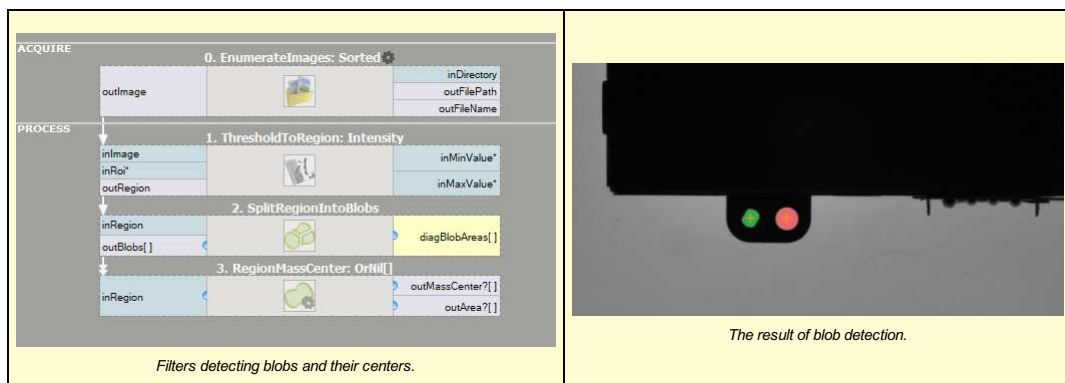 ACQUIRE
0. EnumerateImages: Sorted
outImage
inDirectory
outFilePath
outFileName
PROCESS
1. ThresholdToRegion: Intensity
inImage
inRoi*
outRegion
inMinValue*
inMaxValue*
2. SplitRegionIntoBlobs
inRegion
outBlobs[ ]
diagBlobAreas[ ]
3. RegionMassCenter: OrNil[]
inRegion
outMassCenter?[ ]
outArea?[ ]
Filters detecting blobs and their centers.
The result of blob detection.